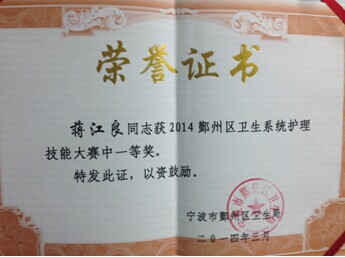 荣誉证书
蒋江良同志获2014鄞州区卫生系统护理
技能大赛中一等奖。
特发此证，以资鼓励。
宁波市鄞州区卫生局
二〇一四年三月